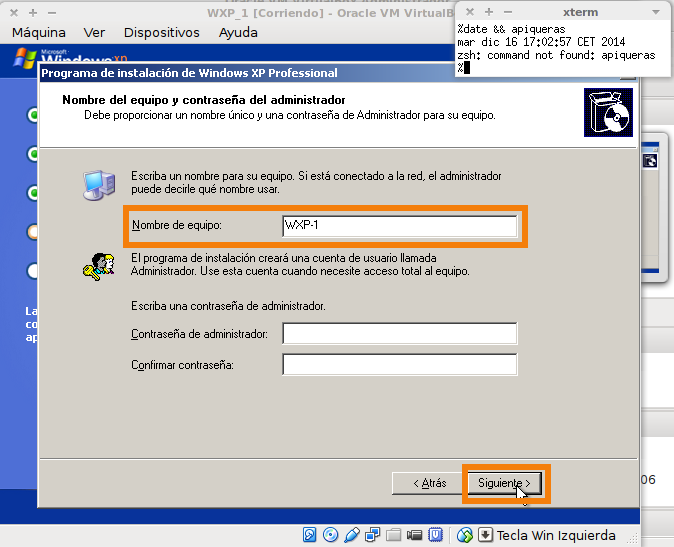 WXP_1 [Corriendo] - Oracle VM VirtualB
Máquina Ver Dispositivos Ayuda
xterm
%date && apiqueras
mar dic 16 17:02:57 CET 2014
zsh: command not found: apiqueras
%
Microsoft
Windows xp
Programa de instalación de Windows XP Professional
Nombre del equipo y contraseña del administrador
Debe proporcionar un nombre único y una contraseña de Administrador para su equipo.
Escriba un nombre para su equipo. Si está conectado a la red, el administrador
puede decirle qué nombre usar.
Nombre de equipo: WXP-1
El programa de instalación creará una cuenta de usuario llamada
Administrador. Use esta cuenta cuando necesite acceso total al equipo.
Escriba una contraseña de administrador.
Contraseña de administrador:
Confirmar contraseña:
La
co
ap
< Atrás Siguiente >
06
Tecla Win Izquierda